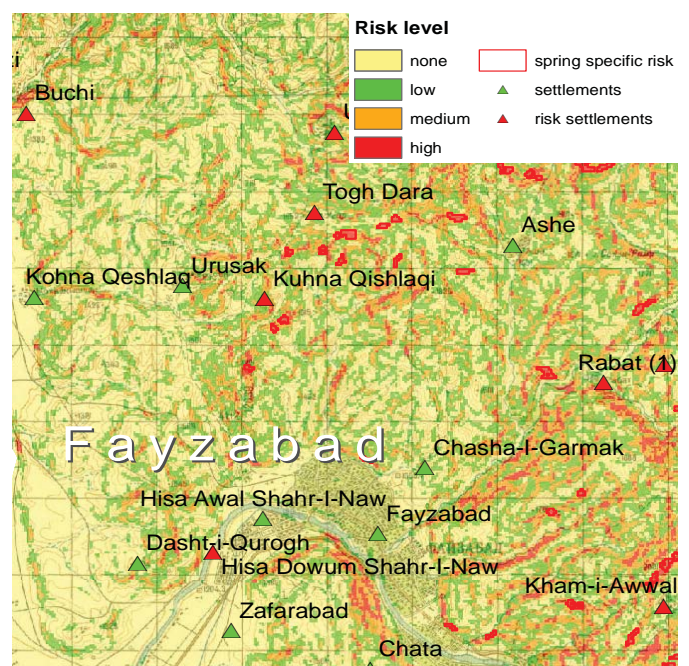 Risk level
none
low
medium
high
spring specific risk
settlements
risk settlements
Buchi
Togh Dara
Ashe
Kohna Qeshlaq
Urusak
Kuhna Qishlaqi
Rabat (1)
Fayzabad
Chasha-I-Garmak
Hisa Awal Shahr-I-Naw
Fayzabad
Dasht-i-Qurogh
Hisa Dowum Shahr-I-Naw
Kham-i-Awwal
Zafarabad
Chata